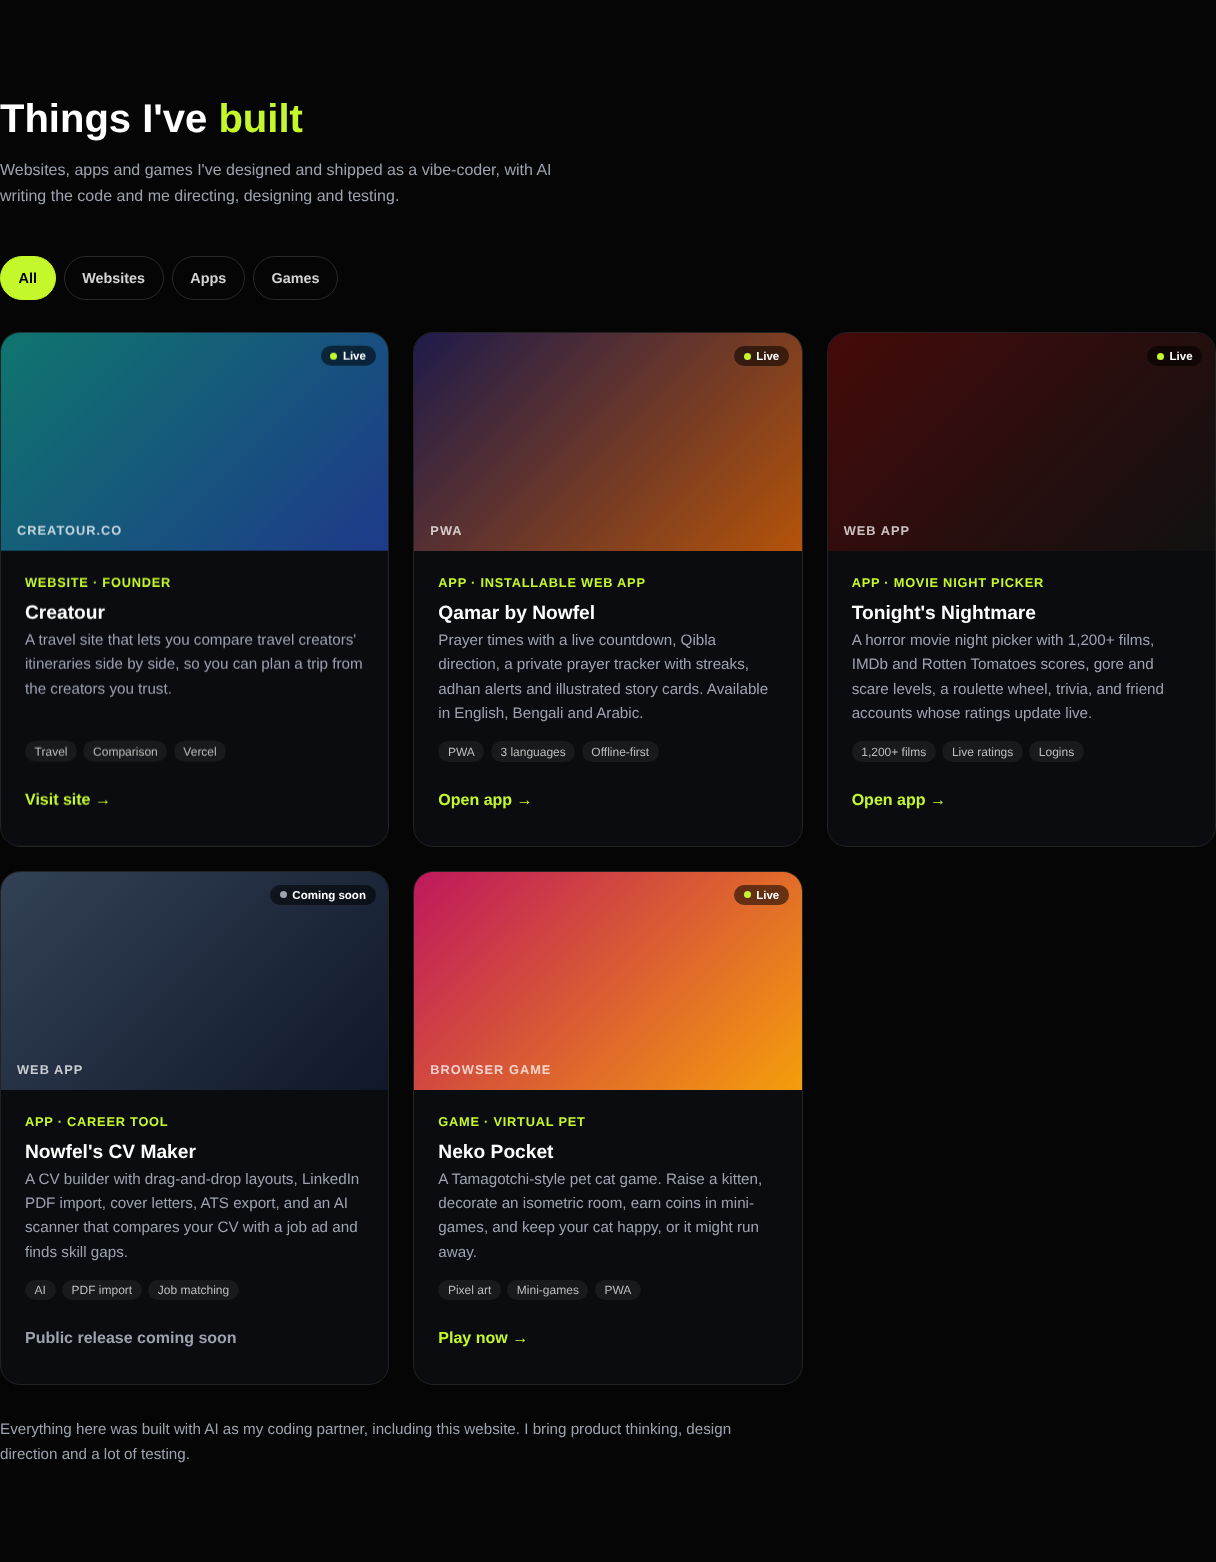 Things I've built
Websites, apps and games I've designed and shipped as a vibe-coder, with AI
writing the code and me directing, designing and testing.
All
Websites
Apps
Games
Live
CREATOUR.CO
WEBSITE · FOUNDER
Creatour
A travel site that lets you compare travel creators'
itineraries side by side, so you can plan a trip from
the creators you trust.
Travel
Comparison
Vercel
Visit site →
Live
PWA
APP · INSTALLABLE WEB APP
Qamar by Nowfel
Prayer times with a live countdown, Qibla
direction, a private prayer tracker with streaks,
adhan alerts and illustrated story cards. Available
in English, Bengali and Arabic.
PWA
3 languages
Offline-first
Open app →
Live
WEB APP
APP · MOVIE NIGHT PICKER
Tonight's Nightmare
A horror movie night picker with 1,200+ films,
IMDb and Rotten Tomatoes scores, gore and
scare levels, a roulette wheel, trivia, and friend
accounts whose ratings update live.
1,200+ films
Live ratings
Logins
Open app →
Coming soon
WEB APP
APP · CAREER TOOL
Nowfel's CV Maker
A CV builder with drag-and-drop layouts, LinkedIn
PDF import, cover letters, ATS export, and an AI
scanner that compares your CV with a job ad and
finds skill gaps.
AI
PDF import
Job matching
Public release coming soon
Live
BROWSER GAME
GAME · VIRTUAL PET
Neko Pocket
A Tamagotchi-style pet cat game. Raise a kitten,
decorate an isometric room, earn coins in mini-
games, and keep your cat happy, or it might run
away.
Pixel art
Mini-games
PWA
Play now →
Everything here was built with AI as my coding partner, including this website. I bring product thinking, design
direction and a lot of testing.